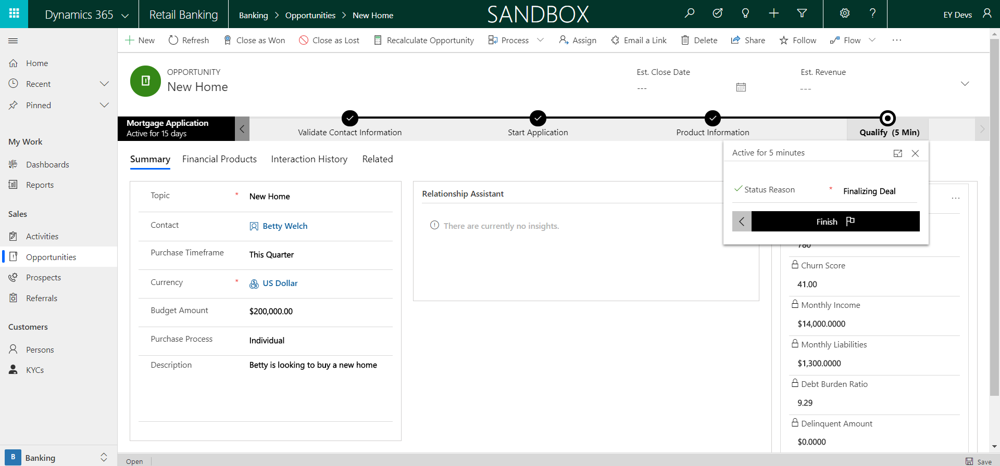 Dynamics 365
Retail Banking
Banking > Opportunities > New Home
SANDBOX
EY Devs
New
Refresh
Close as Won
Close as Lost
Recalculate Opportunity
Process
Assign
Email a Link
Delete
Share
Follow
Flow
Home
Recent
Pinned
My Work
Dashboards
Reports
Sales
Activities
Opportunities
Prospects
Referrals
Customers
Persons
KYCs
B
Banking
OPPORTUNITY
New Home
Est. Close Date
---
Est. Revenue
---
Mortgage Application
Active for 15 days
Validate Contact Information
Start Application
Product Information
Qualify (5 Min)
Active for 5 minutes
Status Reason * Finalizing Deal
Finish
Summary
Financial Products
Interaction History
Related
Topic * New Home
Contact Betty Welch
Purchase Timeframe This Quarter
Currency * US Dollar
Budget Amount $200,000.00
Purchase Process Individual
Description Betty is looking to buy a new home
Relationship Assistant
There are currently no insights.
780
Churn Score
41.00
Monthly Income
$14,000.0000
Monthly Liabilities
$1,300.0000
Debt Burden Ratio
9.29
Delinquent Amount
$0.0000
Open
Save